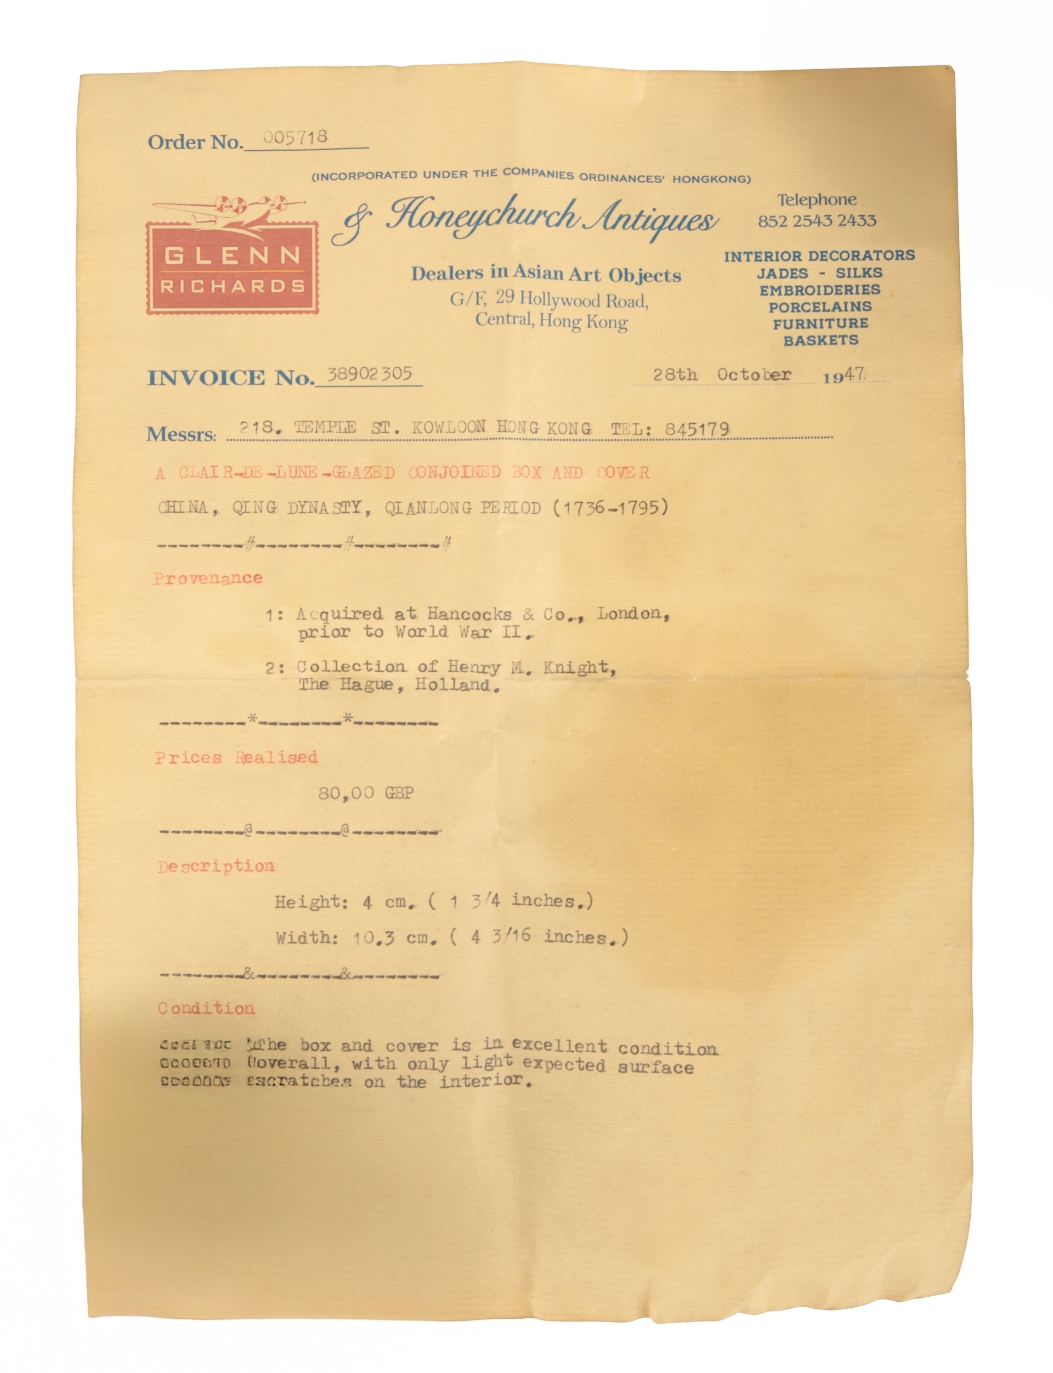 Order No. 005718
(INCORPORATED UNDER THE COMPANIES ORDINANCES' HONGKONG)
GLENN
RICHARDS
& Honeychurch Antiques
Dealers in Asian Art Objects
G/F, 29 Hollywood Road,
Central, Hong Kong
Telephone
852 2543 2433
INTERIOR DECORATORS
JADES - SILKS
EMBROIDERIES
PORCELAINS
FURNITURE
BASKETS
INVOICE No. 38902305
28th October 1947.
Messrs: 218. TEMPLE ST. KOWLOON HONG KONG TEL: 845179
A CLAIR-DE-LUNE-GLAZED CONJOINED BOX AND COVER
CHINA, QING DYNASTY, QIANLONG PERIOD (1736-1795)
--------#--------#--------#
Provenance
1: Acquired at Hancocks & Co., London,
prior to World War II.
2: Collection of Henry M. Knight,
The Hague, Holland.
--------*--------*--------
Prices Realised
80,00 GBP
--------@--------@--------
Description
Height: 4 cm. ( 1 3/4 inches.)
Width: 10.3 cm. ( 4 3/16 inches.)
--------&--------&--------
Condition
The box and cover is in excellent condition
overall, with only light expected surface
scratches on the interior.